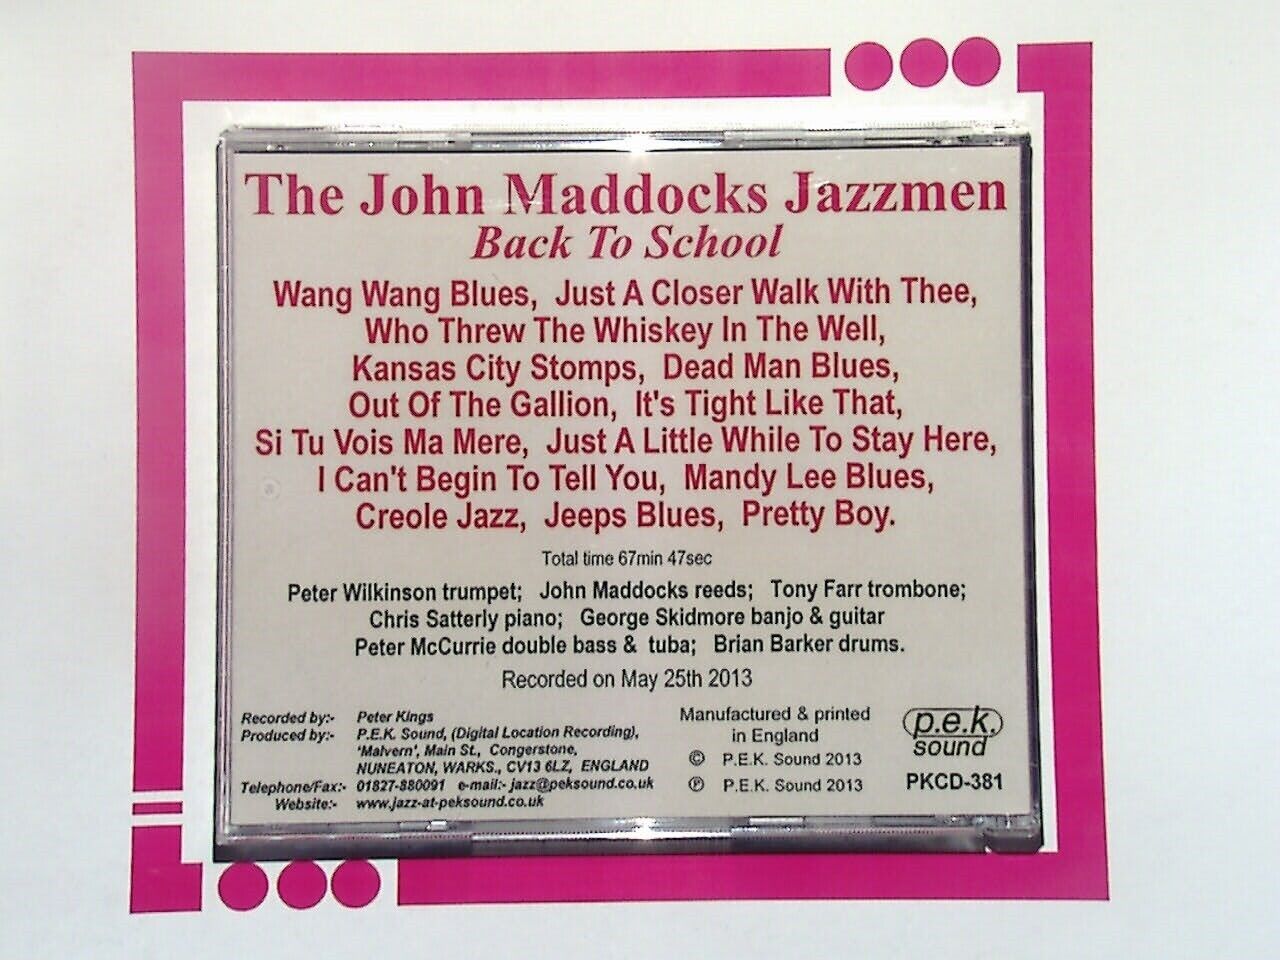 The John Maddocks Jazzmen
Back To School
Wang Wang Blues,  Just A Closer Walk With Thee,
Who Threw The Whiskey In The Well,
Kansas City Stomps,  Dead Man Blues,
Out Of The Gallion,  It's Tight Like That,
Si Tu Vois Ma Mere,  Just A Little While To Stay Here,
I Can't Begin To Tell You,  Mandy Lee Blues,
Creole Jazz,  Jeeps Blues,  Pretty Boy.
Total time 67min 47sec
Peter Wilkinson trumpet;   John Maddocks reeds;   Tony Farr trombone;
Chris Satterly piano;   George Skidmore banjo & guitar
Peter McCurrie double bass &  tuba;   Brian Barker drums.
Recorded on May 25th 2013
Recorded by:-   Peter Kings
Produced by:-   P.E.K. Sound, (Digital Location Recording),
'Malvern', Main St.,  Congerstone,
NUNEATON, WARKS., CV13 6LZ,  ENGLAND
Telephone/Fax:-  01827-880091   e-mail:- jazz@peksound.co.uk
Website:-   www.jazz-at-peksound.co.uk
Manufactured & printed
in England
©  P.E.K. Sound 2013
℗  P.E.K. Sound 2013
p.e.k.
sound
PKCD-381